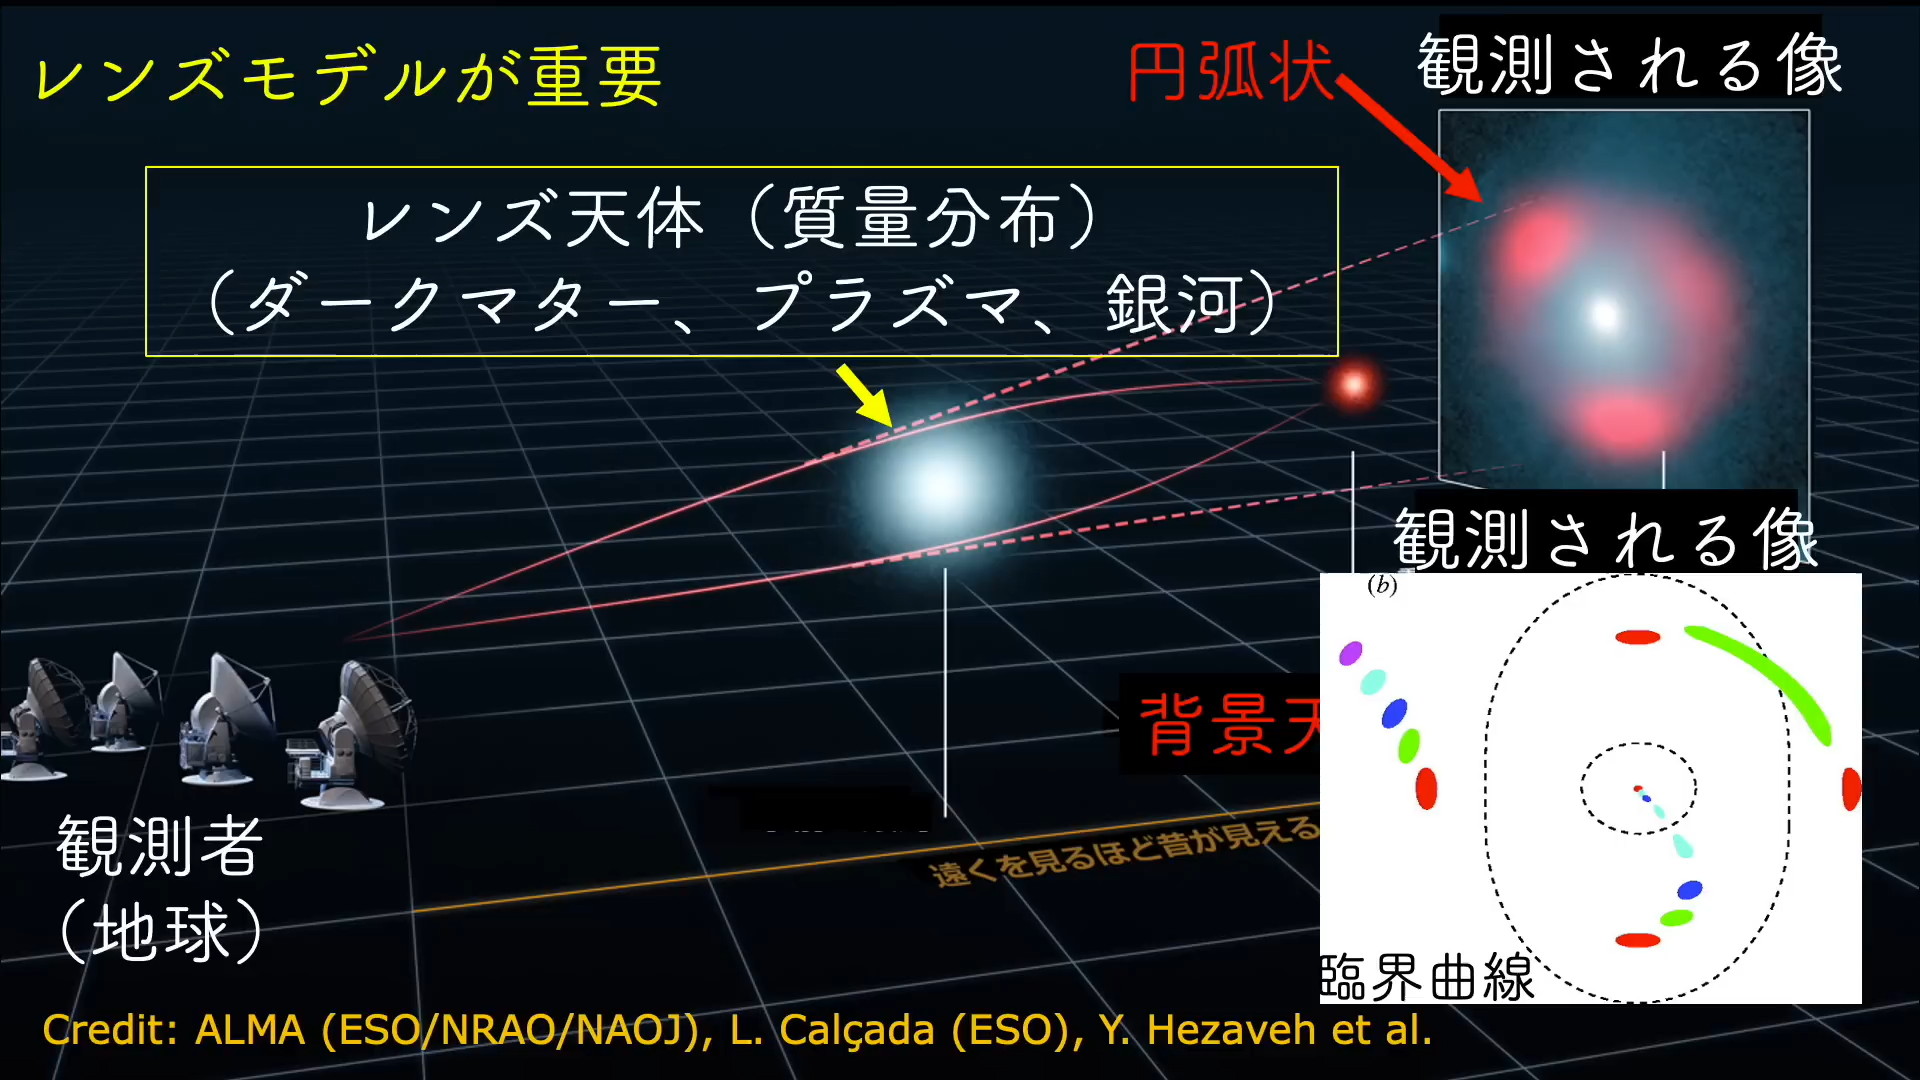 レンズモデルが重要
円弧状
観測される像
レンズ天体（質量分布）
（ダークマター、プラズマ、銀河）
観測される像
(b)
背景天
遠くを見るほど昔が見える
観測者
（地球）
臨界曲線
Credit: ALMA (ESO/NRAO/NAOJ), L. Calçada (ESO), Y. Hezaveh et al.